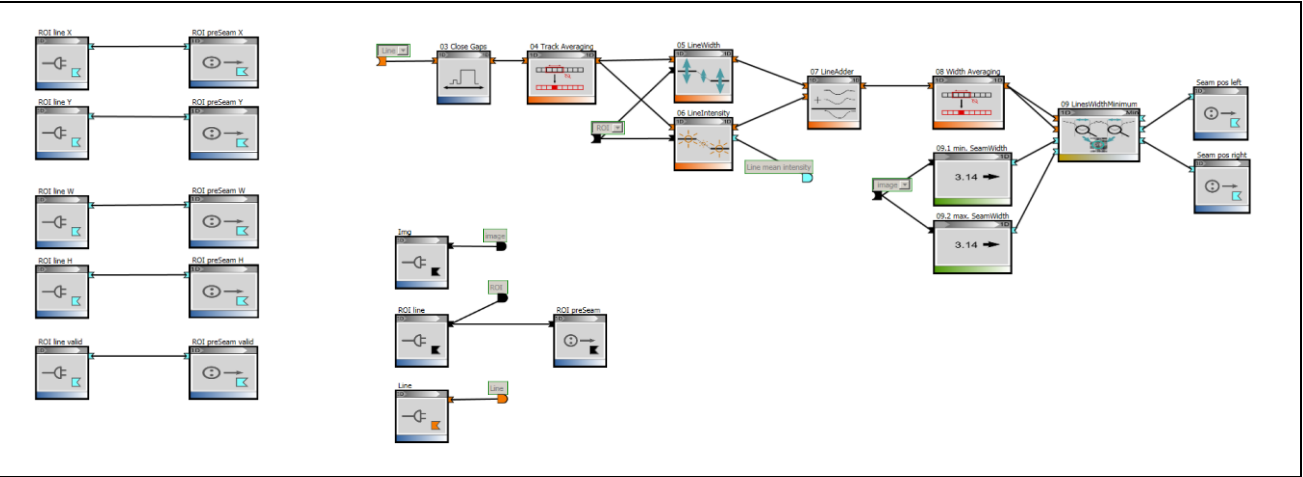 ROI line X
ROI preSeam X
ROI line Y
ROI preSeam Y
ROI line W
ROI preSeam W
ROI line H
ROI preSeam H
ROI line valid
ROI preSeam valid
Line
03 Close Gaps
04 Track Averaging
05 LineWidth
ROI
06 LineIntensity
Line mean intensity
07 LineAdder
08 Width Averaging
09 LinesWidthMinimum
Min
09.1 min. SeamWidth
3.14
image
09.2 max. SeamWidth
3.14
Seam pos left
Seam pos right
Img
image
ROI line
ROI
ROI preSeam
Line
Line